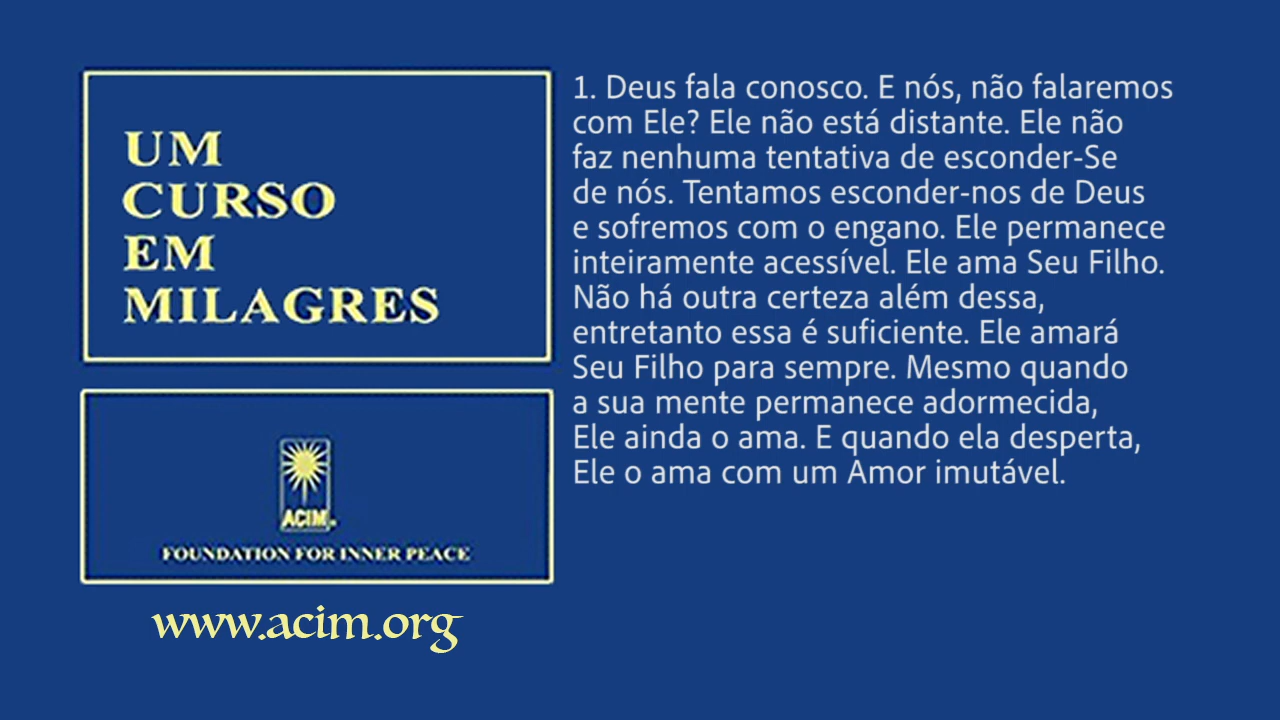 UM
CURSO
EM
MILAGRES
ACIM®
FOUNDATION FOR INNER PEACE
www.acim.org
1. Deus fala conosco. E nós, não falaremos
com Ele? Ele não está distante. Ele não
faz nenhuma tentativa de esconder-Se
de nós. Tentamos esconder-nos de Deus
e sofremos com o engano. Ele permanece
inteiramente acessível. Ele ama Seu Filho.
Não há outra certeza além dessa,
entretanto essa é suficiente. Ele amará
Seu Filho para sempre. Mesmo quando
a sua mente permanece adormecida,
Ele ainda o ama. E quando ela desperta,
Ele o ama com um Amor imutável.